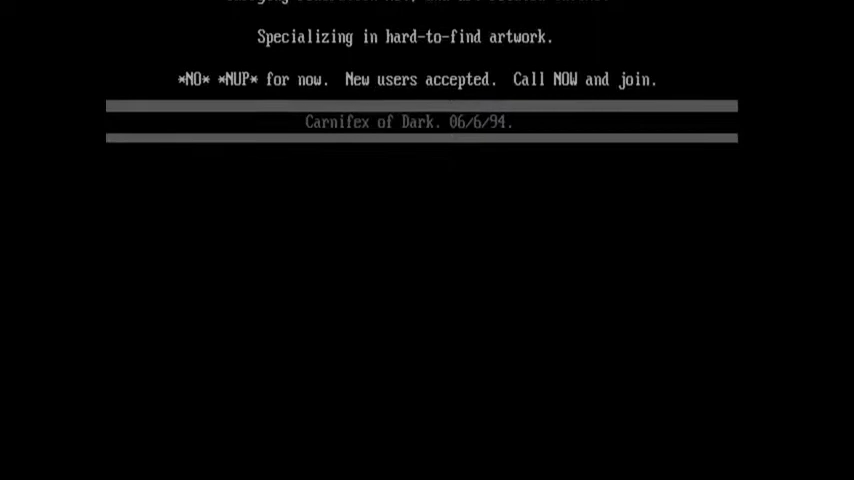 Specializing in hard-to-find artwork.
*NO* *NUP* for now. New users accepted. Call NOW and join.
Carnifex of Dark. 06/6/94.